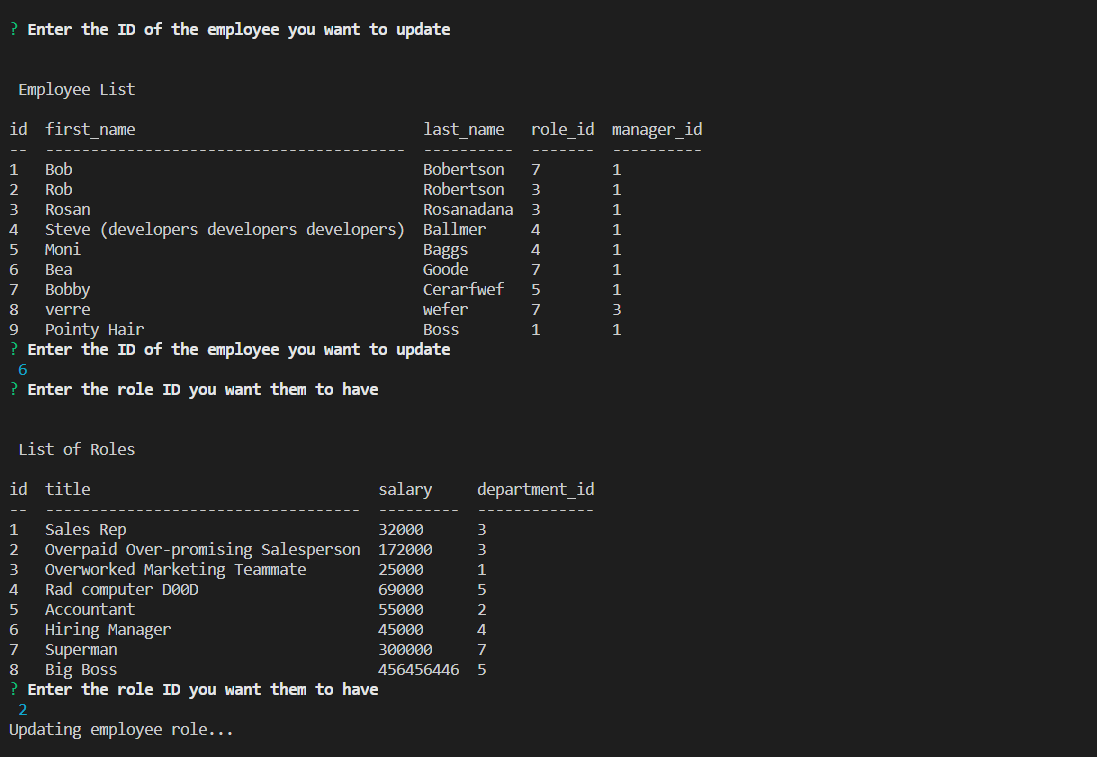 ? Enter the ID of the employee you want to update
Employee List
id  first_name                                last_name   role_id  manager_id
--  ----------------------------------------  ----------  -------  ----------
1   Bob                                       Bobertson   7        1
2   Rob                                       Robertson   3        1
3   Rosan                                     Rosanadana  3        1
4   Steve (developers developers developers)  Ballmer     4        1
5   Moni                                      Baggs       4        1
6   Bea                                       Goode       7        1
7   Bobby                                     Cerarfwef   5        1
8   verre                                     wefer       7        3
9   Pointy Hair                               Boss        1        1
? Enter the ID of the employee you want to update
6
? Enter the role ID you want them to have
List of Roles
id  title                                salary     department_id
--  -----------------------------------  ---------  -------------
1   Sales Rep                            32000      3
2   Overpaid Over-promising Salesperson  172000     3
3   Overworked Marketing Teammate        25000      1
4   Rad computer D00D                    69000      5
5   Accountant                           55000      2
6   Hiring Manager                       45000      4
7   Superman                             300000     7
8   Big Boss                             456456446  5
? Enter the role ID you want them to have
2
Updating employee role...